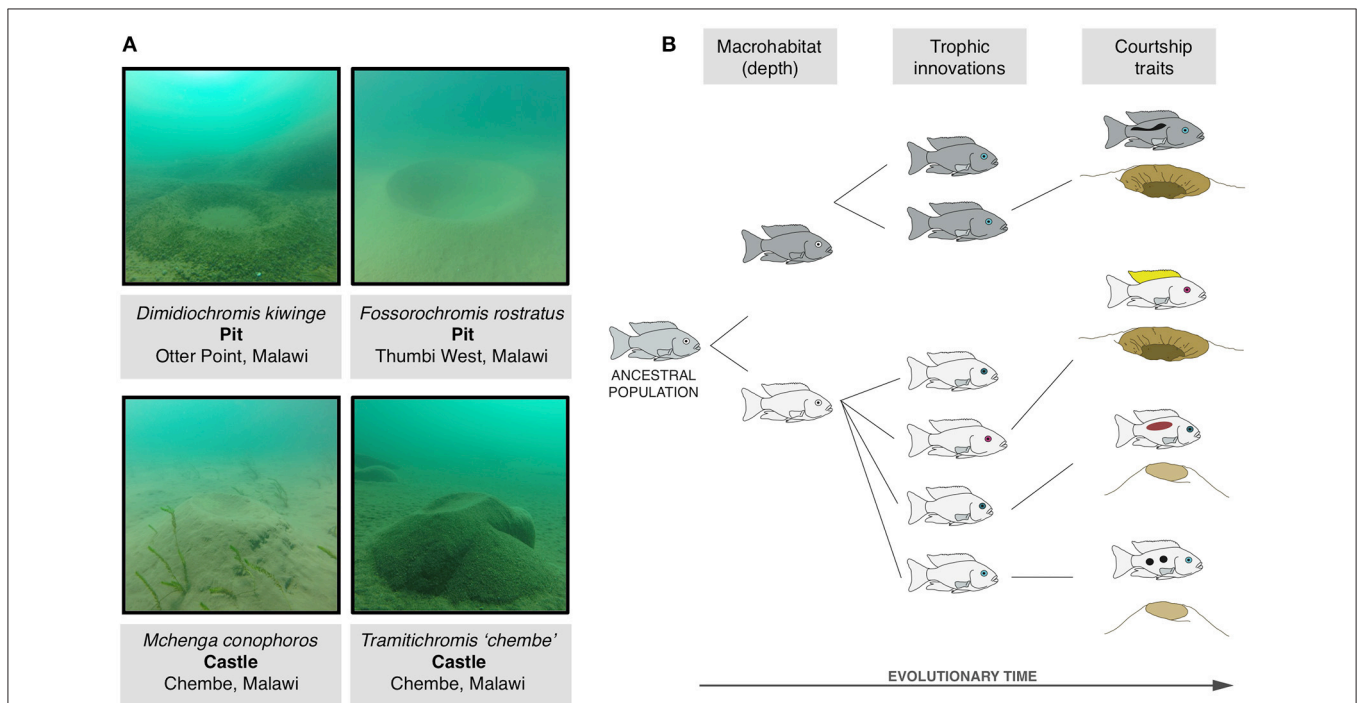 A
Dimidiochromis kiwinge
Pit
Otter Point, Malawi
Fossorochromis rostratus
Pit
Thumbi West, Malawi
Mchenga conophoros
Castle
Chembe, Malawi
Tramitichromis ‘chembe’
Castle
Chembe, Malawi
B
Macrohabitat
(depth)
Trophic
innovations
Courtship
traits
ANCESTRAL
POPULATION
EVOLUTIONARY TIME